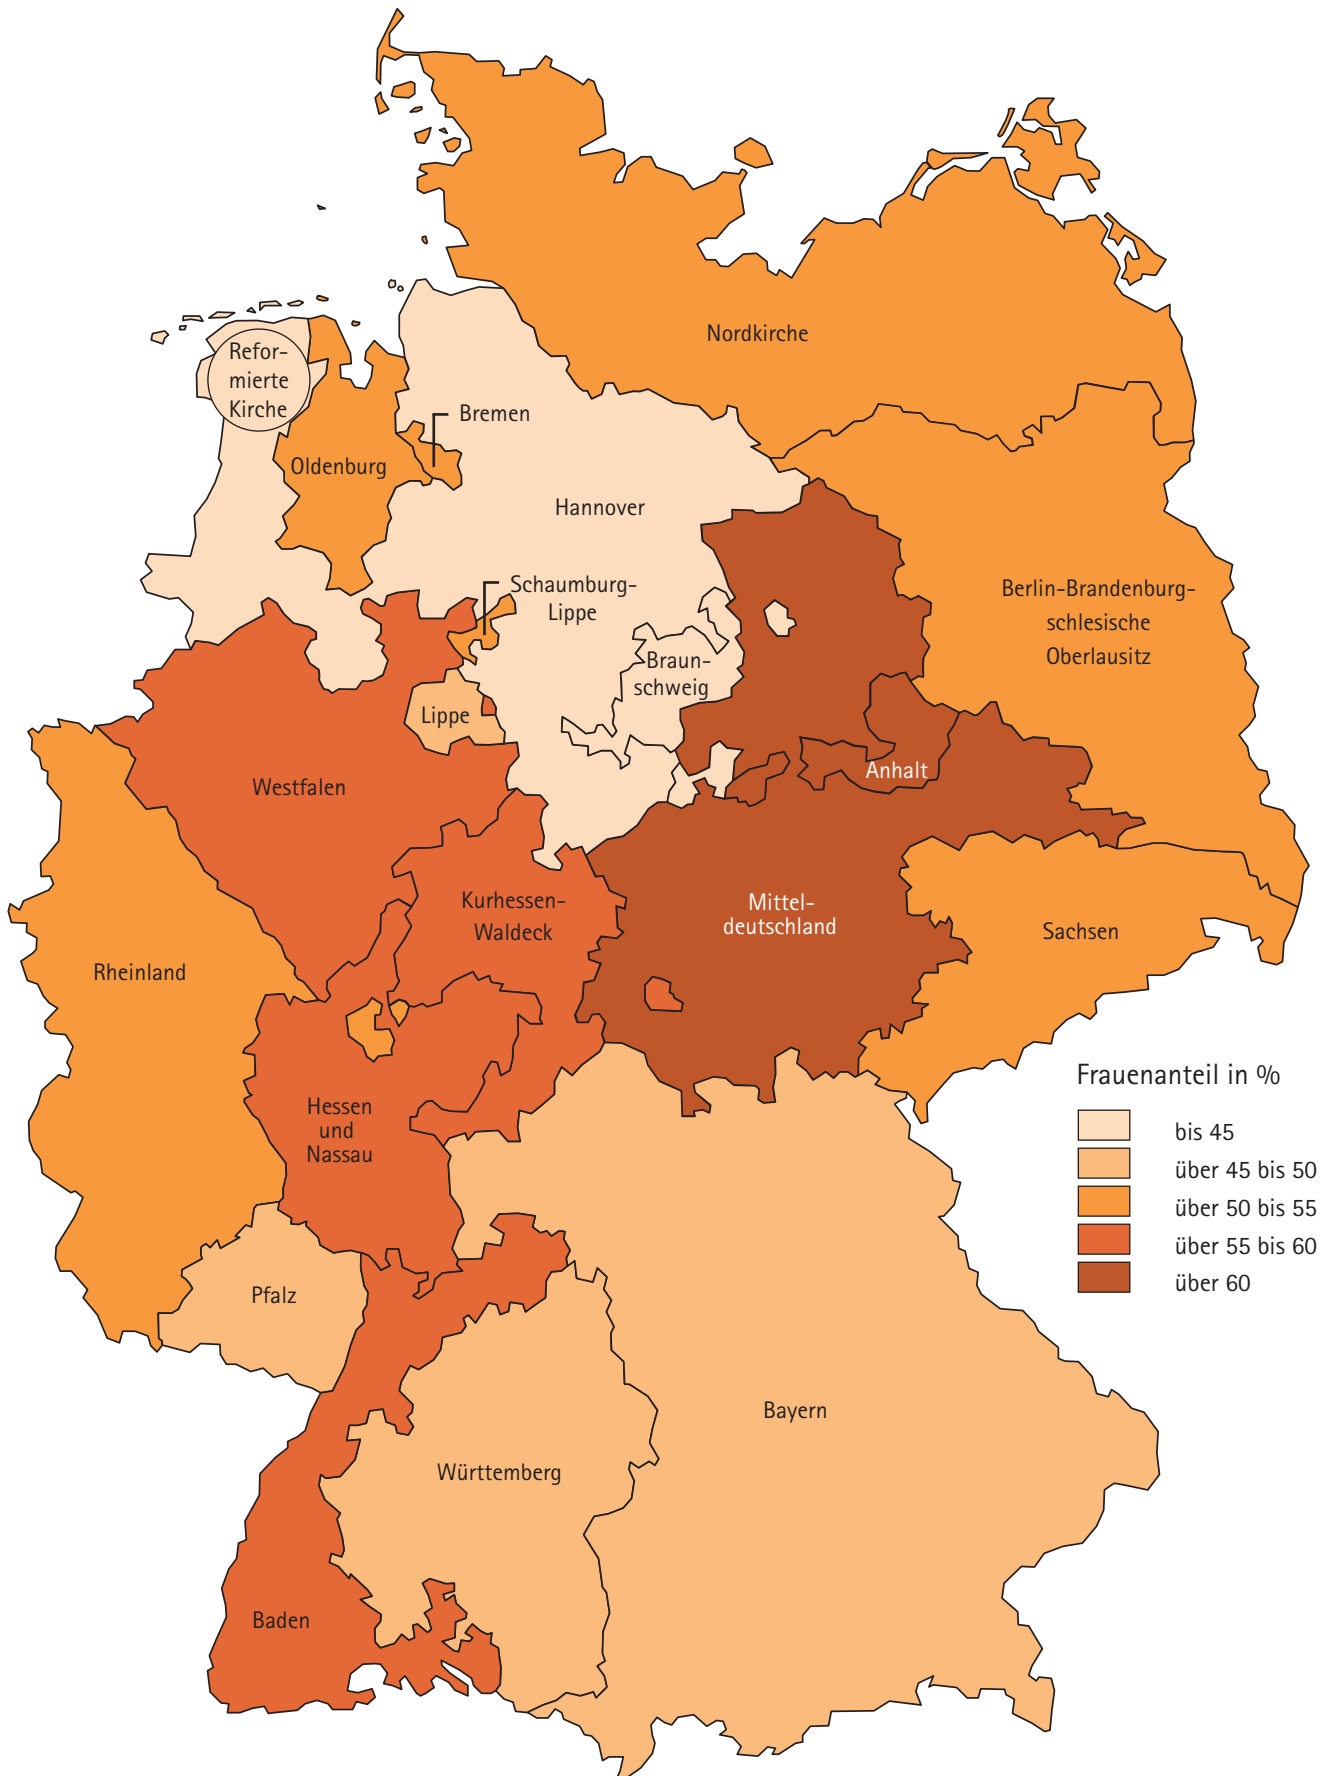 Nordkirche
Refor-
mierte
Kirche
Bremen
Oldenburg
Hannover
Schaumburg-
Lippe
Berlin-Brandenburg-
schlesische
Oberlausitz
Braun-
schweig
Lippe
Anhalt
Westfalen
Kurhessen-
Waldeck
Mittel-
deutschland
Sachsen
Rheinland
Hessen
und
Nassau
Frauenanteil in %
bis 45
über 45 bis 50
über 50 bis 55
über 55 bis 60
über 60
Pfalz
Bayern
Württemberg
Baden